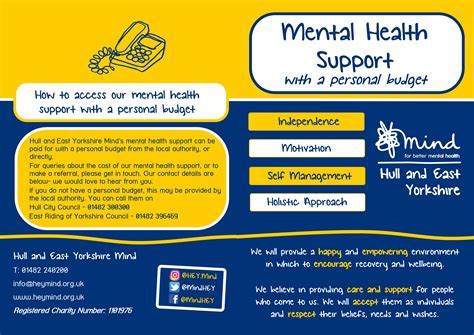 How to access our mental health
support with a personal budget
Hull and East Yorkshire Mind's mental health support can be
paid for with a personal budget from the local authority, or
directly.
For queries about the cost of our mental health support, or to
make a referral, please get in touch. Our contact details are
below- we would love to hear from you.
If you do not have a personal budget, this may be provided by
the local authority. You can call them on
Hull City Council - 01482 300300
East Riding of Yorkshire Council - 01482 396469
Hull and East Yorkshire Mind
T: 01482 240200
info@heymind.org.uk
www.heymind.org.uk
Registered Charity Number: 1101976
@HEY.Mind
@MindHEY
@MindHEY
Mental Health
Support
with a personal budget
Independence
Motivation
Self Management
Holistic Approach
mind
for better mental health
Hull and East
Yorkshire
We will provide a happy and empowering environment
in which to encourage recovery and wellbeing.
We believe in providing care and support for people
who come to us. We will accept them as individuals
and respect their beliefs, needs and wishes.